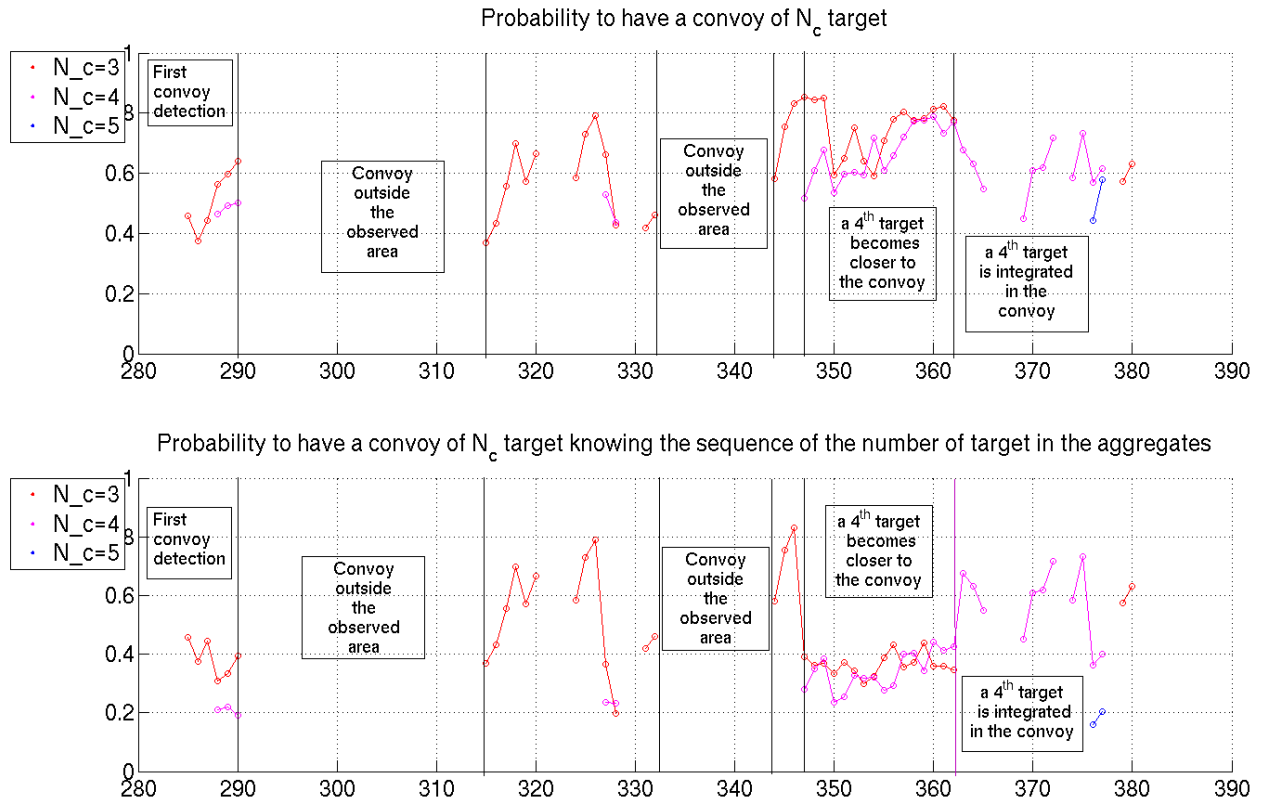 Probability to have a convoy of N_c target
N_c=3
N_c=4
N_c=5
1
8
0.6
0.4
0.2
0
First
convoy
detection
Convoy
outside
the
observed
area
Convoy
outside
the
observed
area
a 4th target
becomes
closer to
the convoy
a 4th target
is integrated
in the
convoy
280 290 300 310 320 330 340 350 360 370 380 390
Probability to have a convoy of N_c target knowing the sequence of the number of target in the aggregates
N_c=3
N_c=4
N_c=5
1
8
0.6
0.4
0.2
0
First
convoy
detection
Convoy
outside
the
observed
area
Convoy
outside
the
observed
area
a 4th target
becomes
closer to
the convoy
a 4th target
is integrated
in the convoy
280 290 300 310 320 330 340 350 360 370 380 390